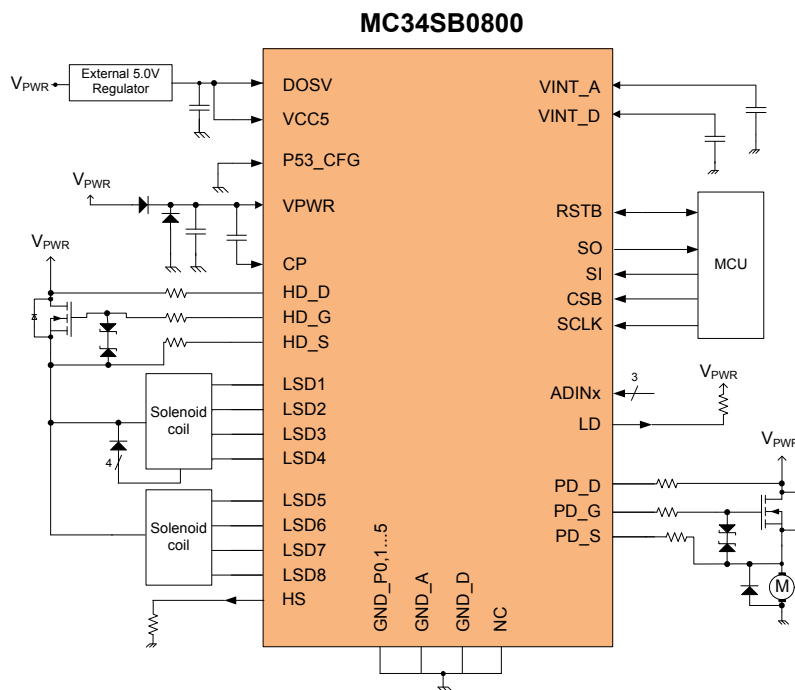 MC34SB0800
VPWR
External 5.0V
Regulator
DOSV
VCC5
P53_CFG
VPWR
VPWR
CP
VPWR
HD_D
HD_G
HD_S
Solenoid
coil
4
LSD1
LSD2
LSD3
LSD4
Solenoid
coil
LSD5
LSD6
LSD7
LSD8
HS
GND_P0,1...5
GND_A
GND_D
NC
VINT_A
VINT_D
RSTB
SO
SI
CSB
SCLK
MCU
ADINx
3
LD
VPWR
VPWR
PD_D
PD_G
PD_S
M